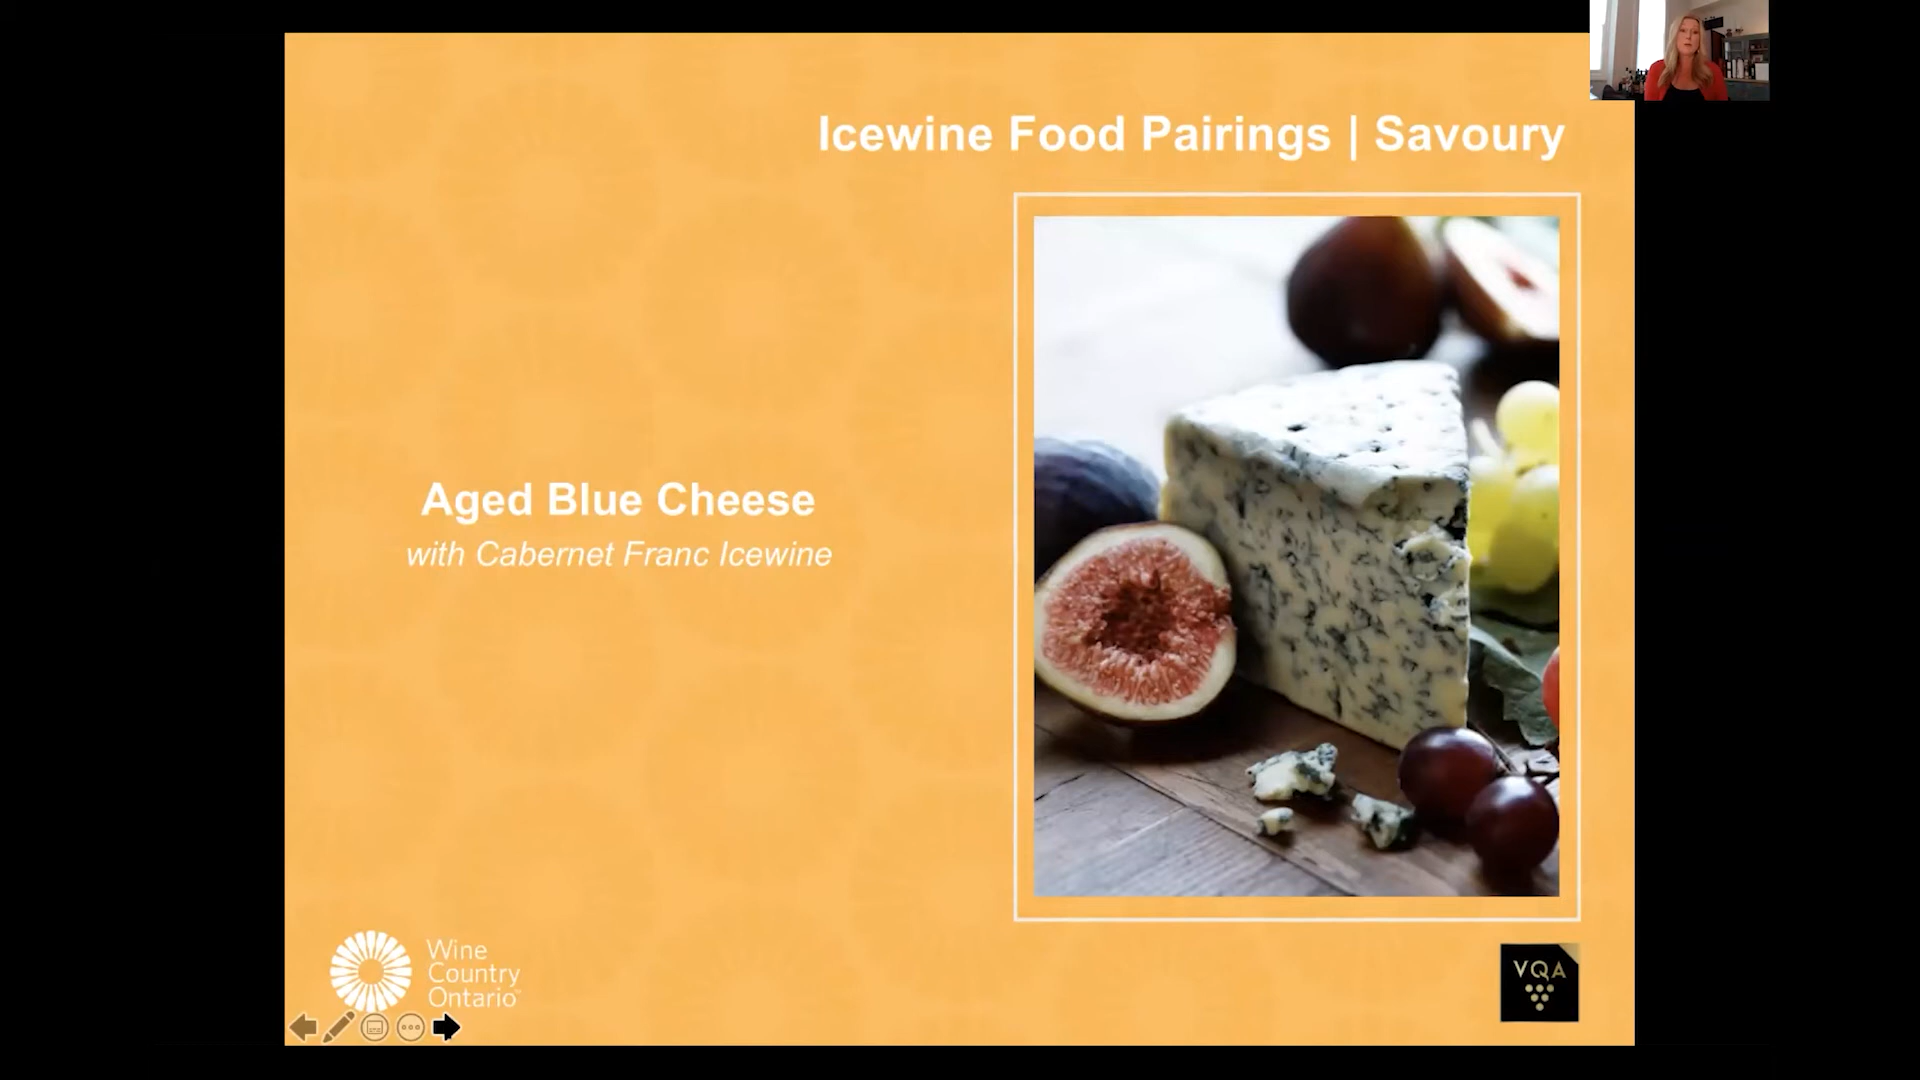 Icewine Food Pairings | Savoury
Aged Blue Cheese
with Cabernet Franc Icewine
Wine
Country
Ontario
VQA